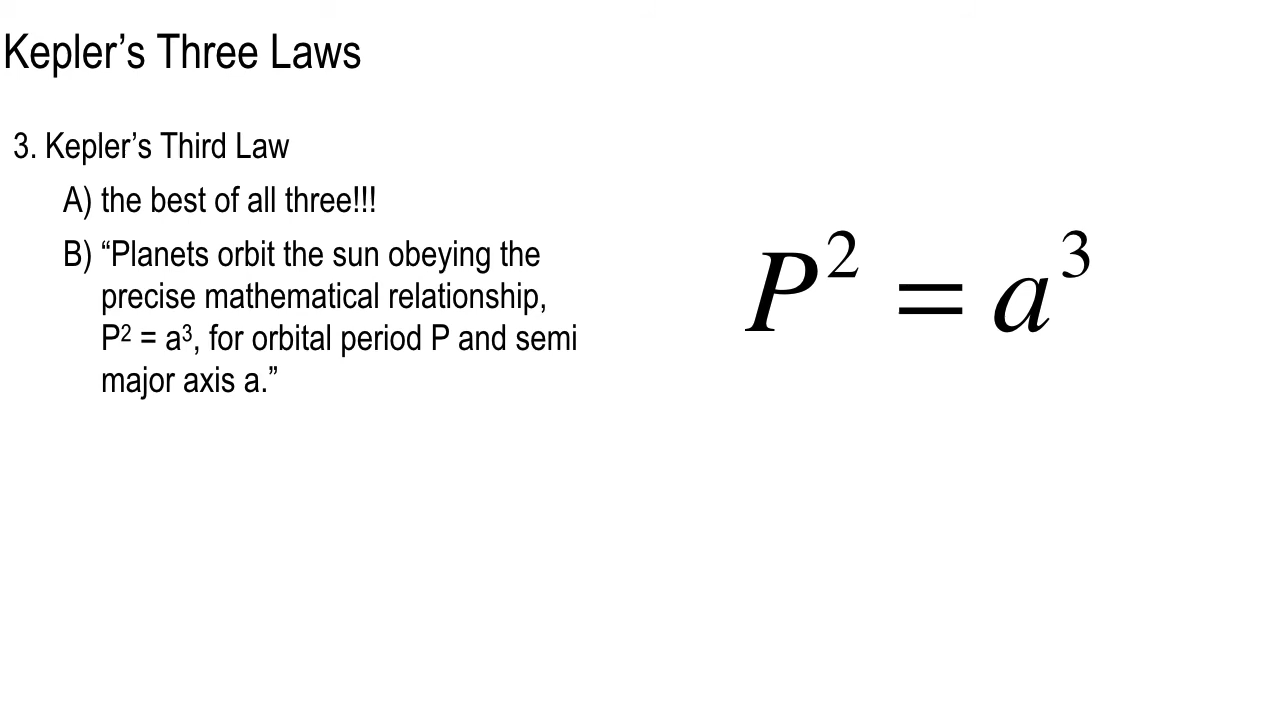 Kepler’s Three Laws
3. Kepler’s Third Law
A) the best of all three!!!
B) “Planets orbit the sun obeying the
precise mathematical relationship,
P² = a³, for orbital period P and semi
major axis a.”
P² = a³